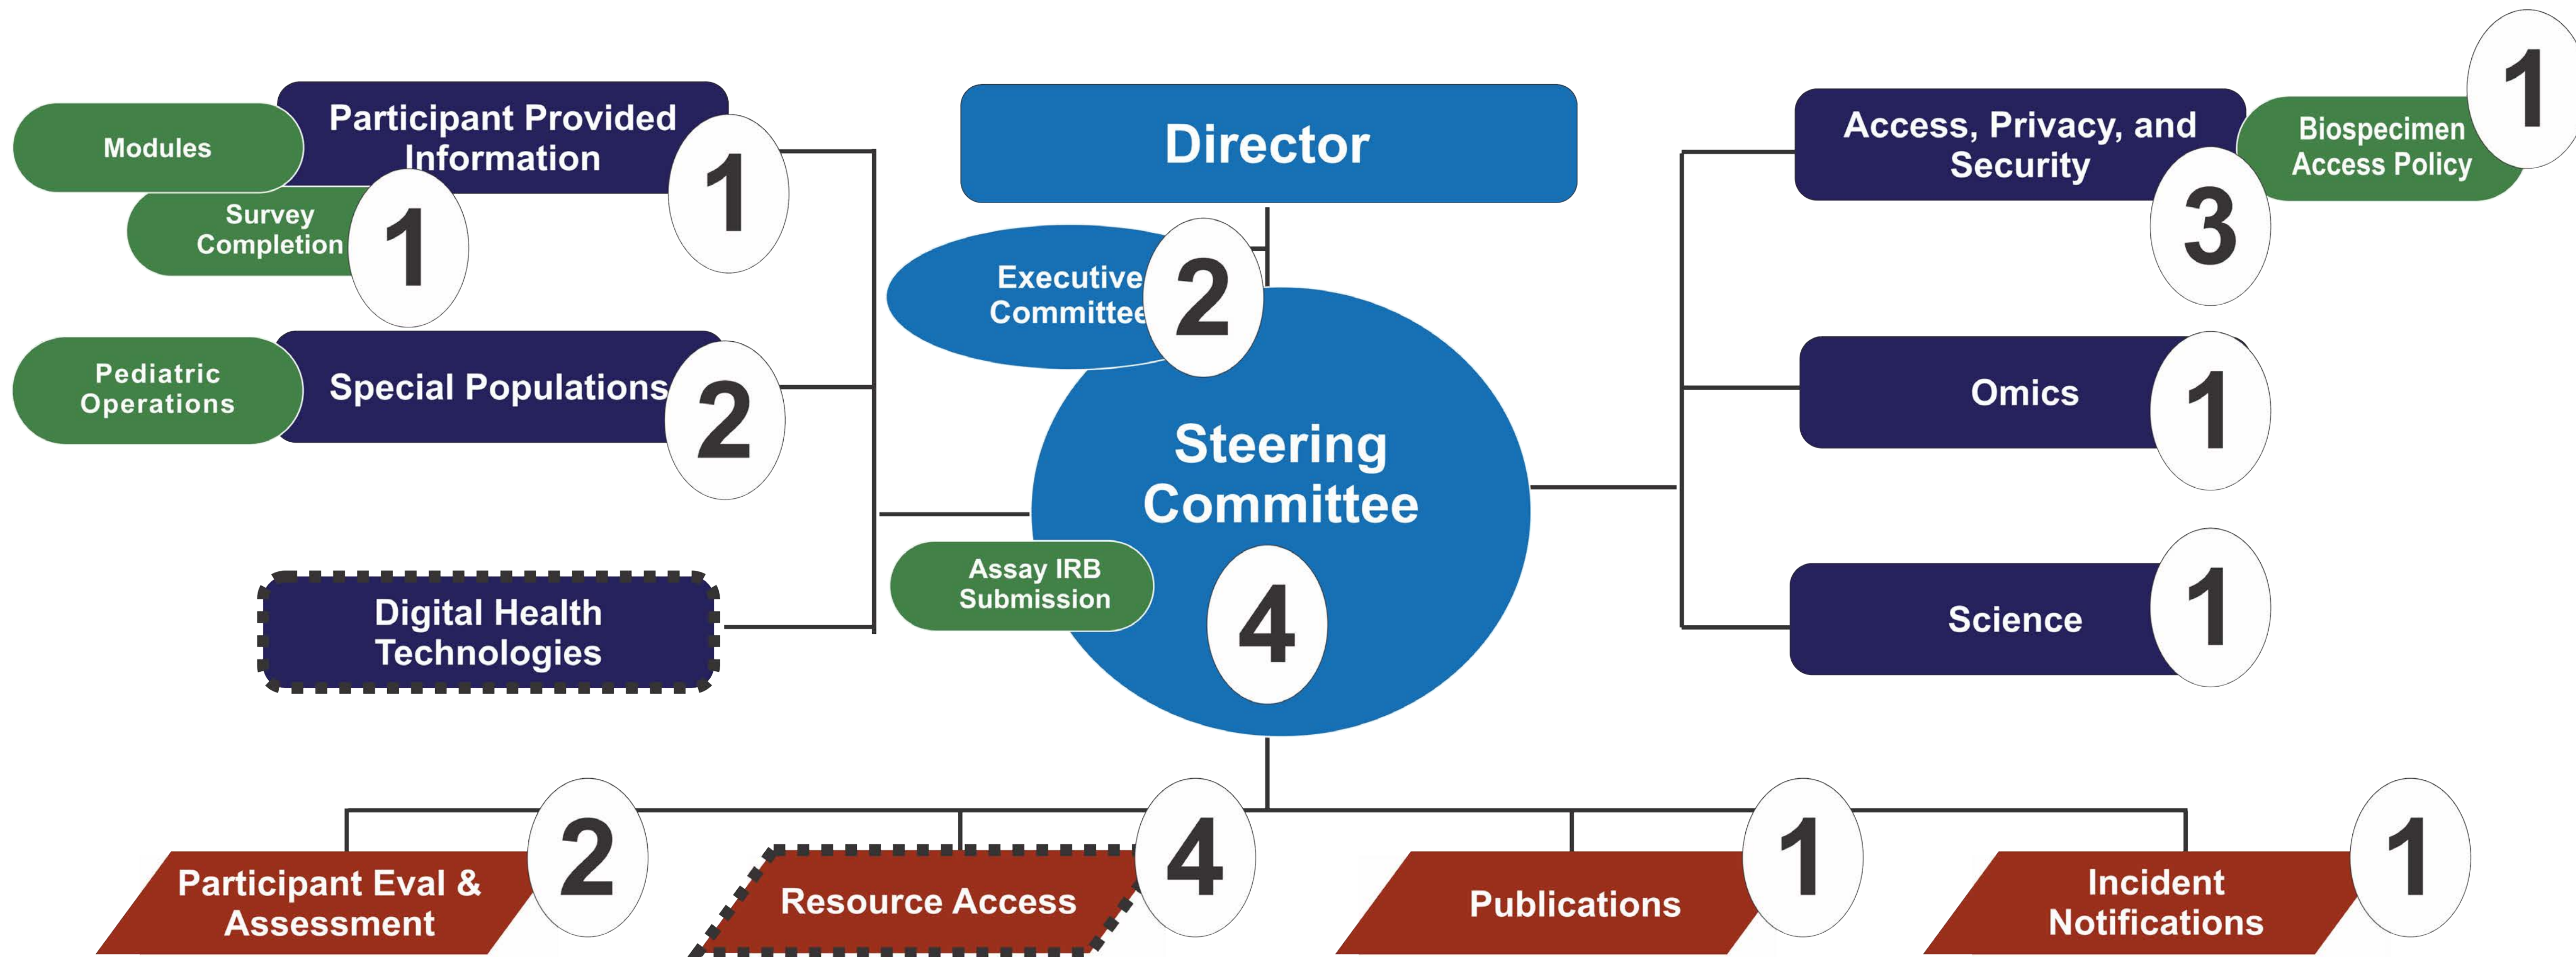 Modules
Participant Provided
Information
1
Survey
Completion
1
Pediatric
Operations
Special Populations
2
Digital Health
Technologies
Director
Executive
Committee
2
Steering
Committee
4
Assay IRB
Submission
Access, Privacy, and
Security
3
Biospecimen
Access Policy
1
Omics
1
Science
1
Participant Eval &
Assessment
2
Resource Access
4
Publications
1
Incident
Notifications
1